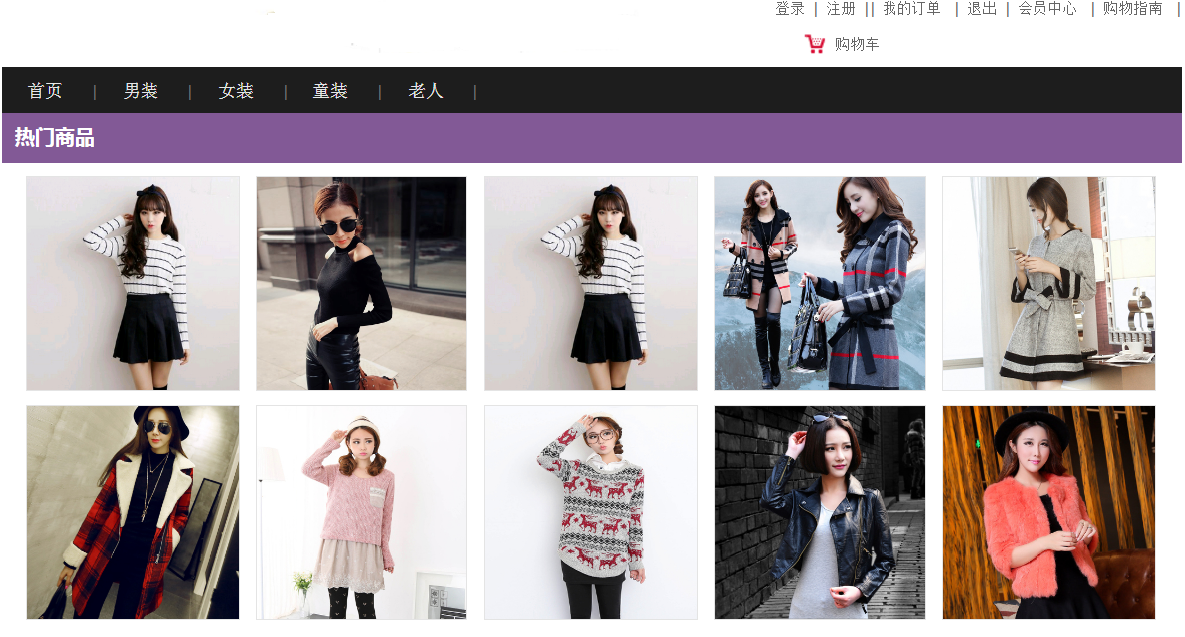 登录 | 注册 || 我的订单 | 退出 | 会员中心 | 购物指南 |
购物车
首页 | 男装 | 女装 | 童装 | 老人 |
热门商品